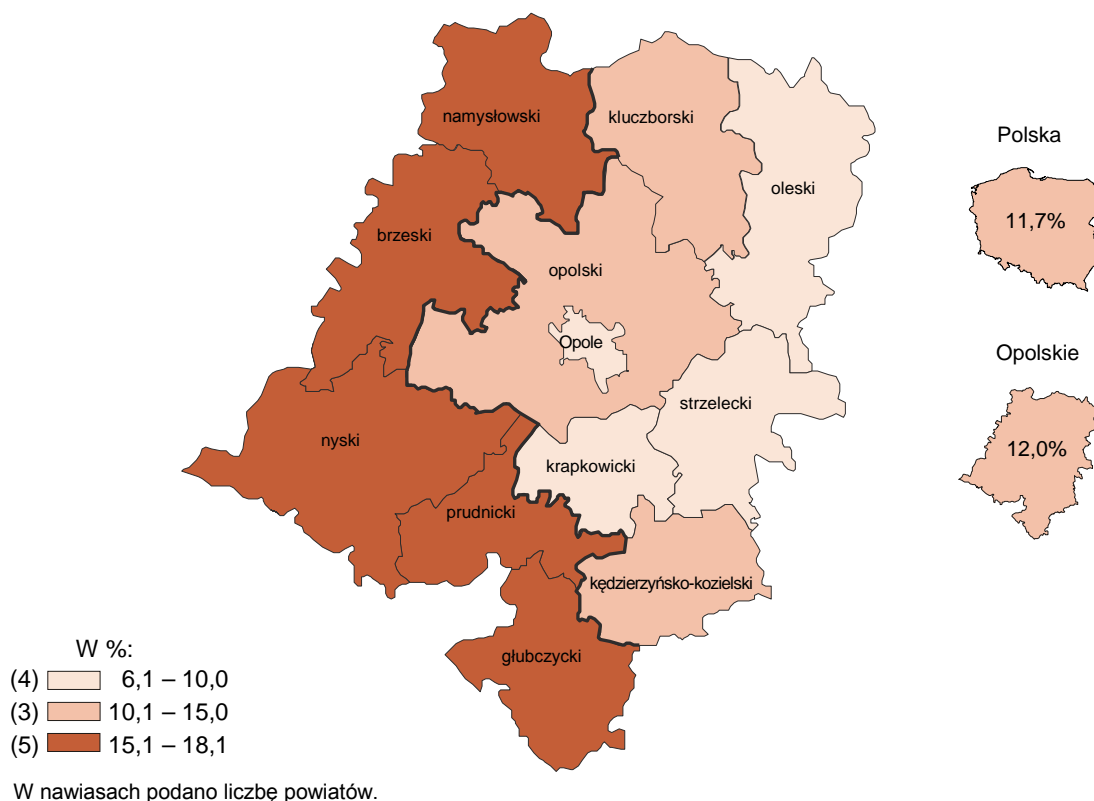 namysłowski
kluczborski
oleski
brzeski
opolski
Opole
strzelecki
nyski
krapkowicki
prudnicki
kędzierzyńsko-kozielski
głubczycki
Polska
11,7%
Opolskie
12,0%
W %:
(4) 6,1 – 10,0
(3) 10,1 – 15,0
(5) 15,1 – 18,1
W nawiasach podano liczbę powiatów.